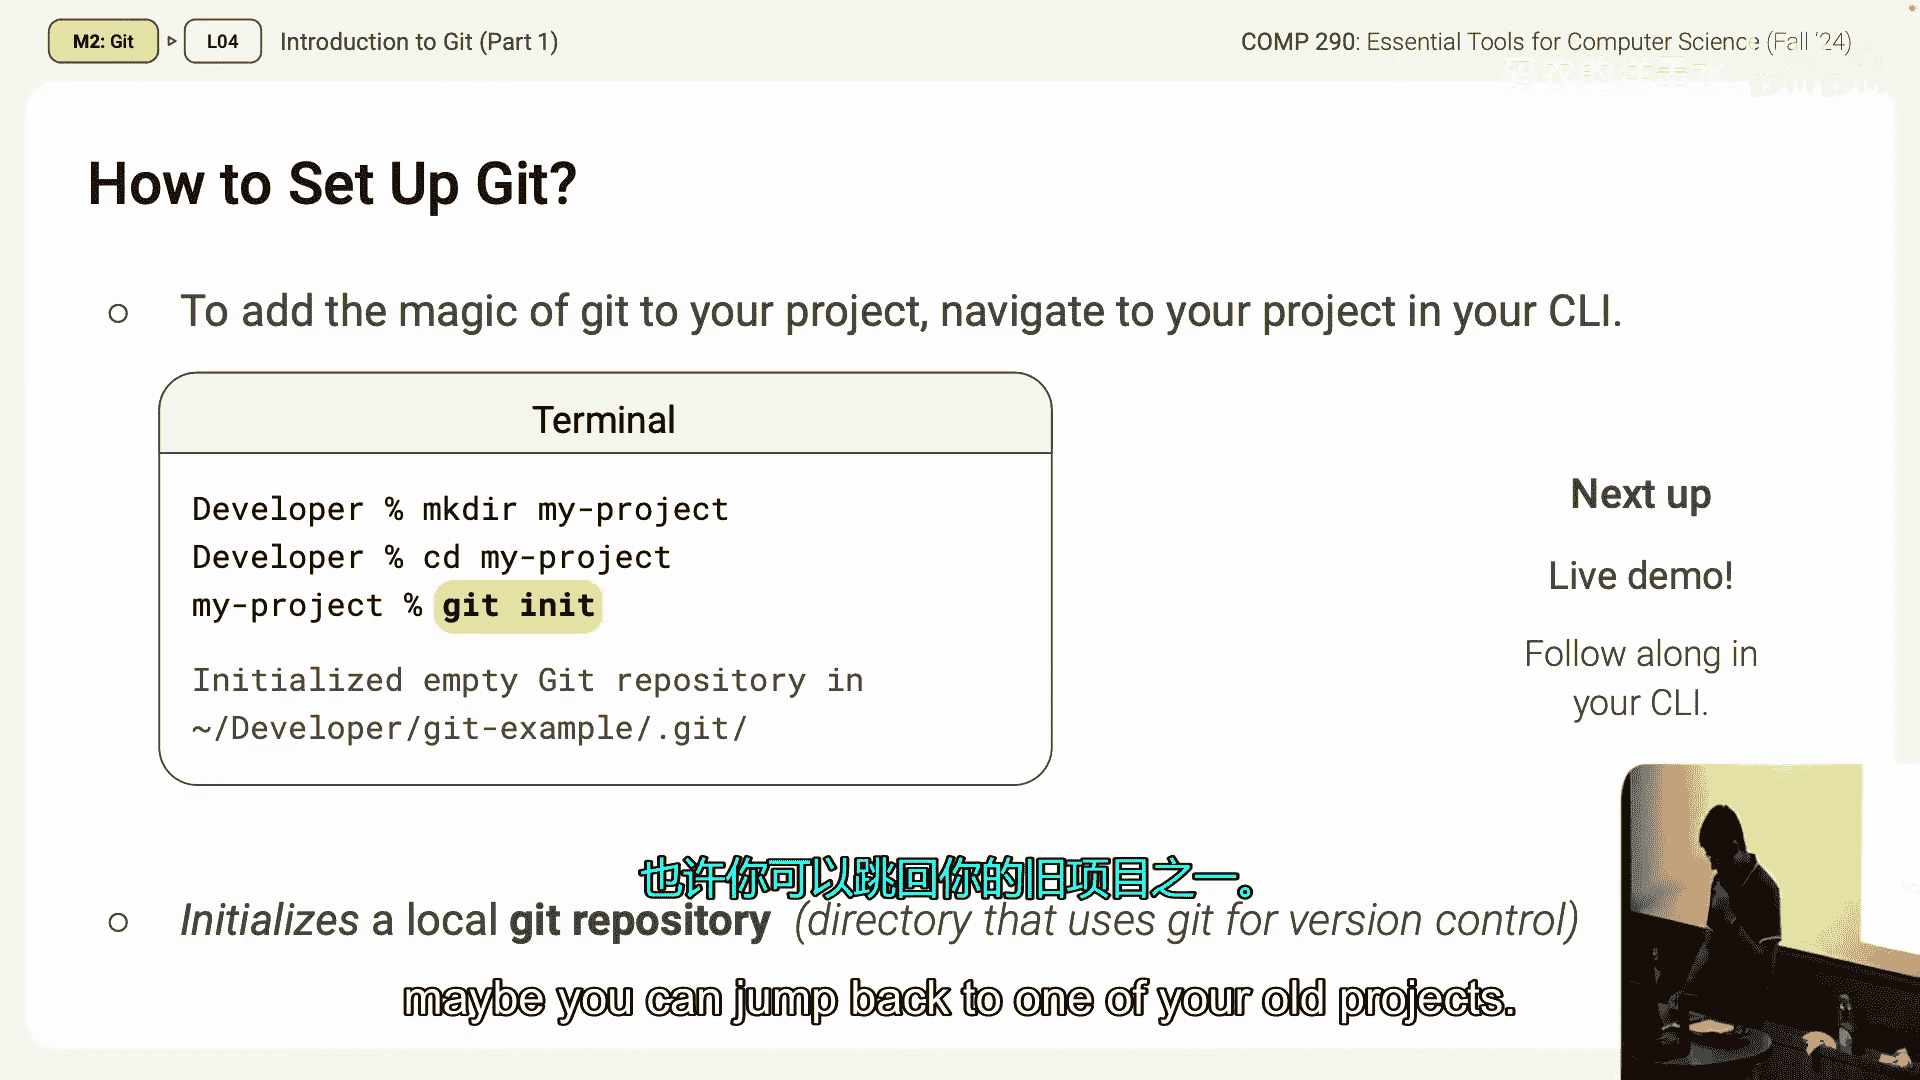 M2: Git
L04
Introduction to Git (Part 1)
COMP 290: Essential Tools for Computer Science (Fall ‘24)
How to Set Up Git?
To add the magic of git to your project, navigate to your project in your CLI.
Terminal
Developer % mkdir my-project
Developer % cd my-project
my-project % git init
Initialized empty Git repository in
~/Developer/git-example/.git/
Next up
Live demo!
Follow along in
your CLI.
也许你可以跳回你的旧项目之一。
Initializes a local git repository (directory that uses git for version control)
maybe you can jump back to one of your old projects.